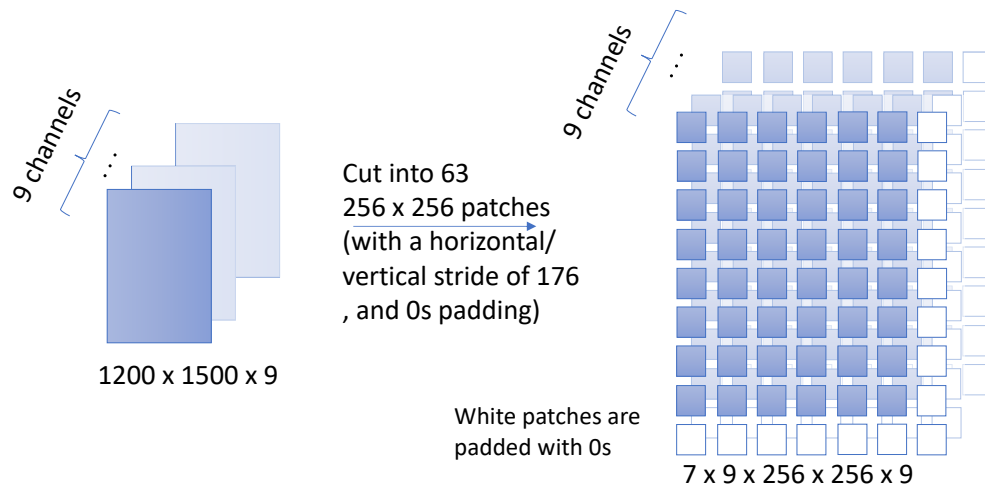 9 channels
...
1200 x 1500 x 9
Cut into 63
256 x 256 patches
(with a horizontal/
vertical stride of 176
, and 0s padding)
9 channels
...
White patches are
padded with 0s
7 x 9 x 256 x 256 x 9